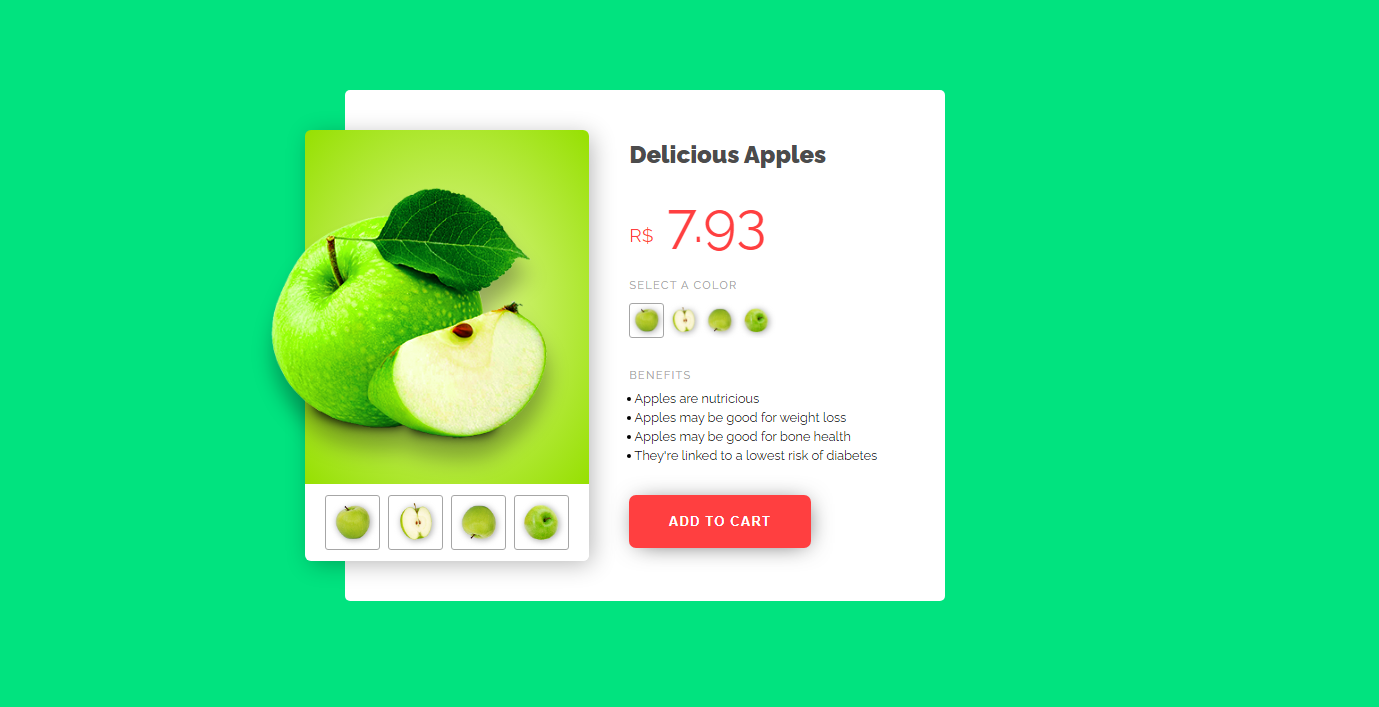 Delicious Apples
R$ 7.93
SELECT A COLOR
BENEFITS
• Apples are nutricious
• Apples may be good for weight loss
• Apples may be good for bone health
• They're linked to a lowest risk of diabetes
ADD TO CART